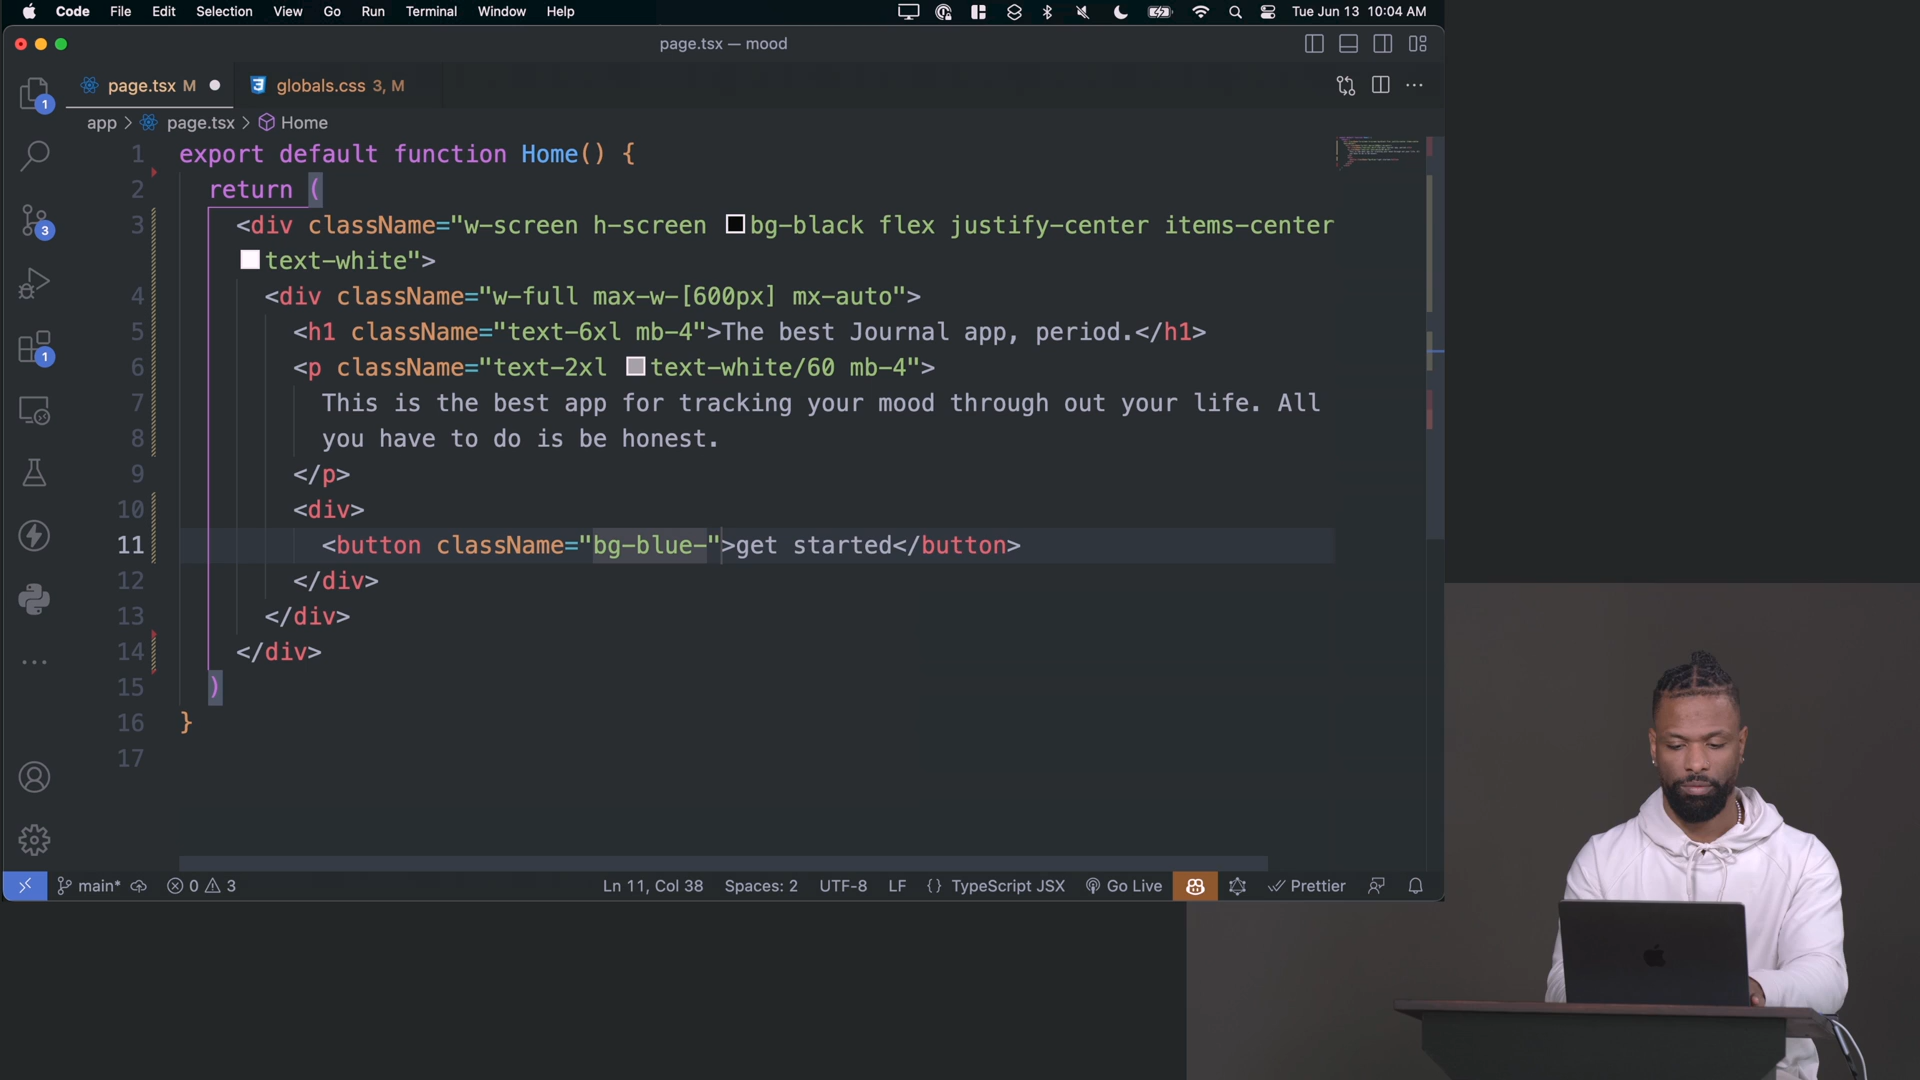 Code File Edit Selection View Go Run Terminal Window Help Tue Jun 13 10:04 AM
page.tsx — mood
page.tsx M globals.css 3, M
app > page.tsx > Home
1 export default function Home() {
2 return (
3 <div className="w-screen h-screen bg-black flex justify-center items-center
text-white">
4 <div className="w-full max-w-[600px] mx-auto">
5 <h1 className="text-6xl mb-4">The best Journal app, period.</h1>
6 <p className="text-2xl text-white/60 mb-4">
7 This is the best app for tracking your mood through out your life. All
8 you have to do is be honest.
9 </p>
10 <div>
11 <button className="bg-blue-">get started</button>
12 </div>
13 </div>
14 </div>
15 )
16 }
17
1
3
1
main* 0 3 Ln 11, Col 38 Spaces: 2 UTF-8 LF {} TypeScript JSX Go Live Prettier